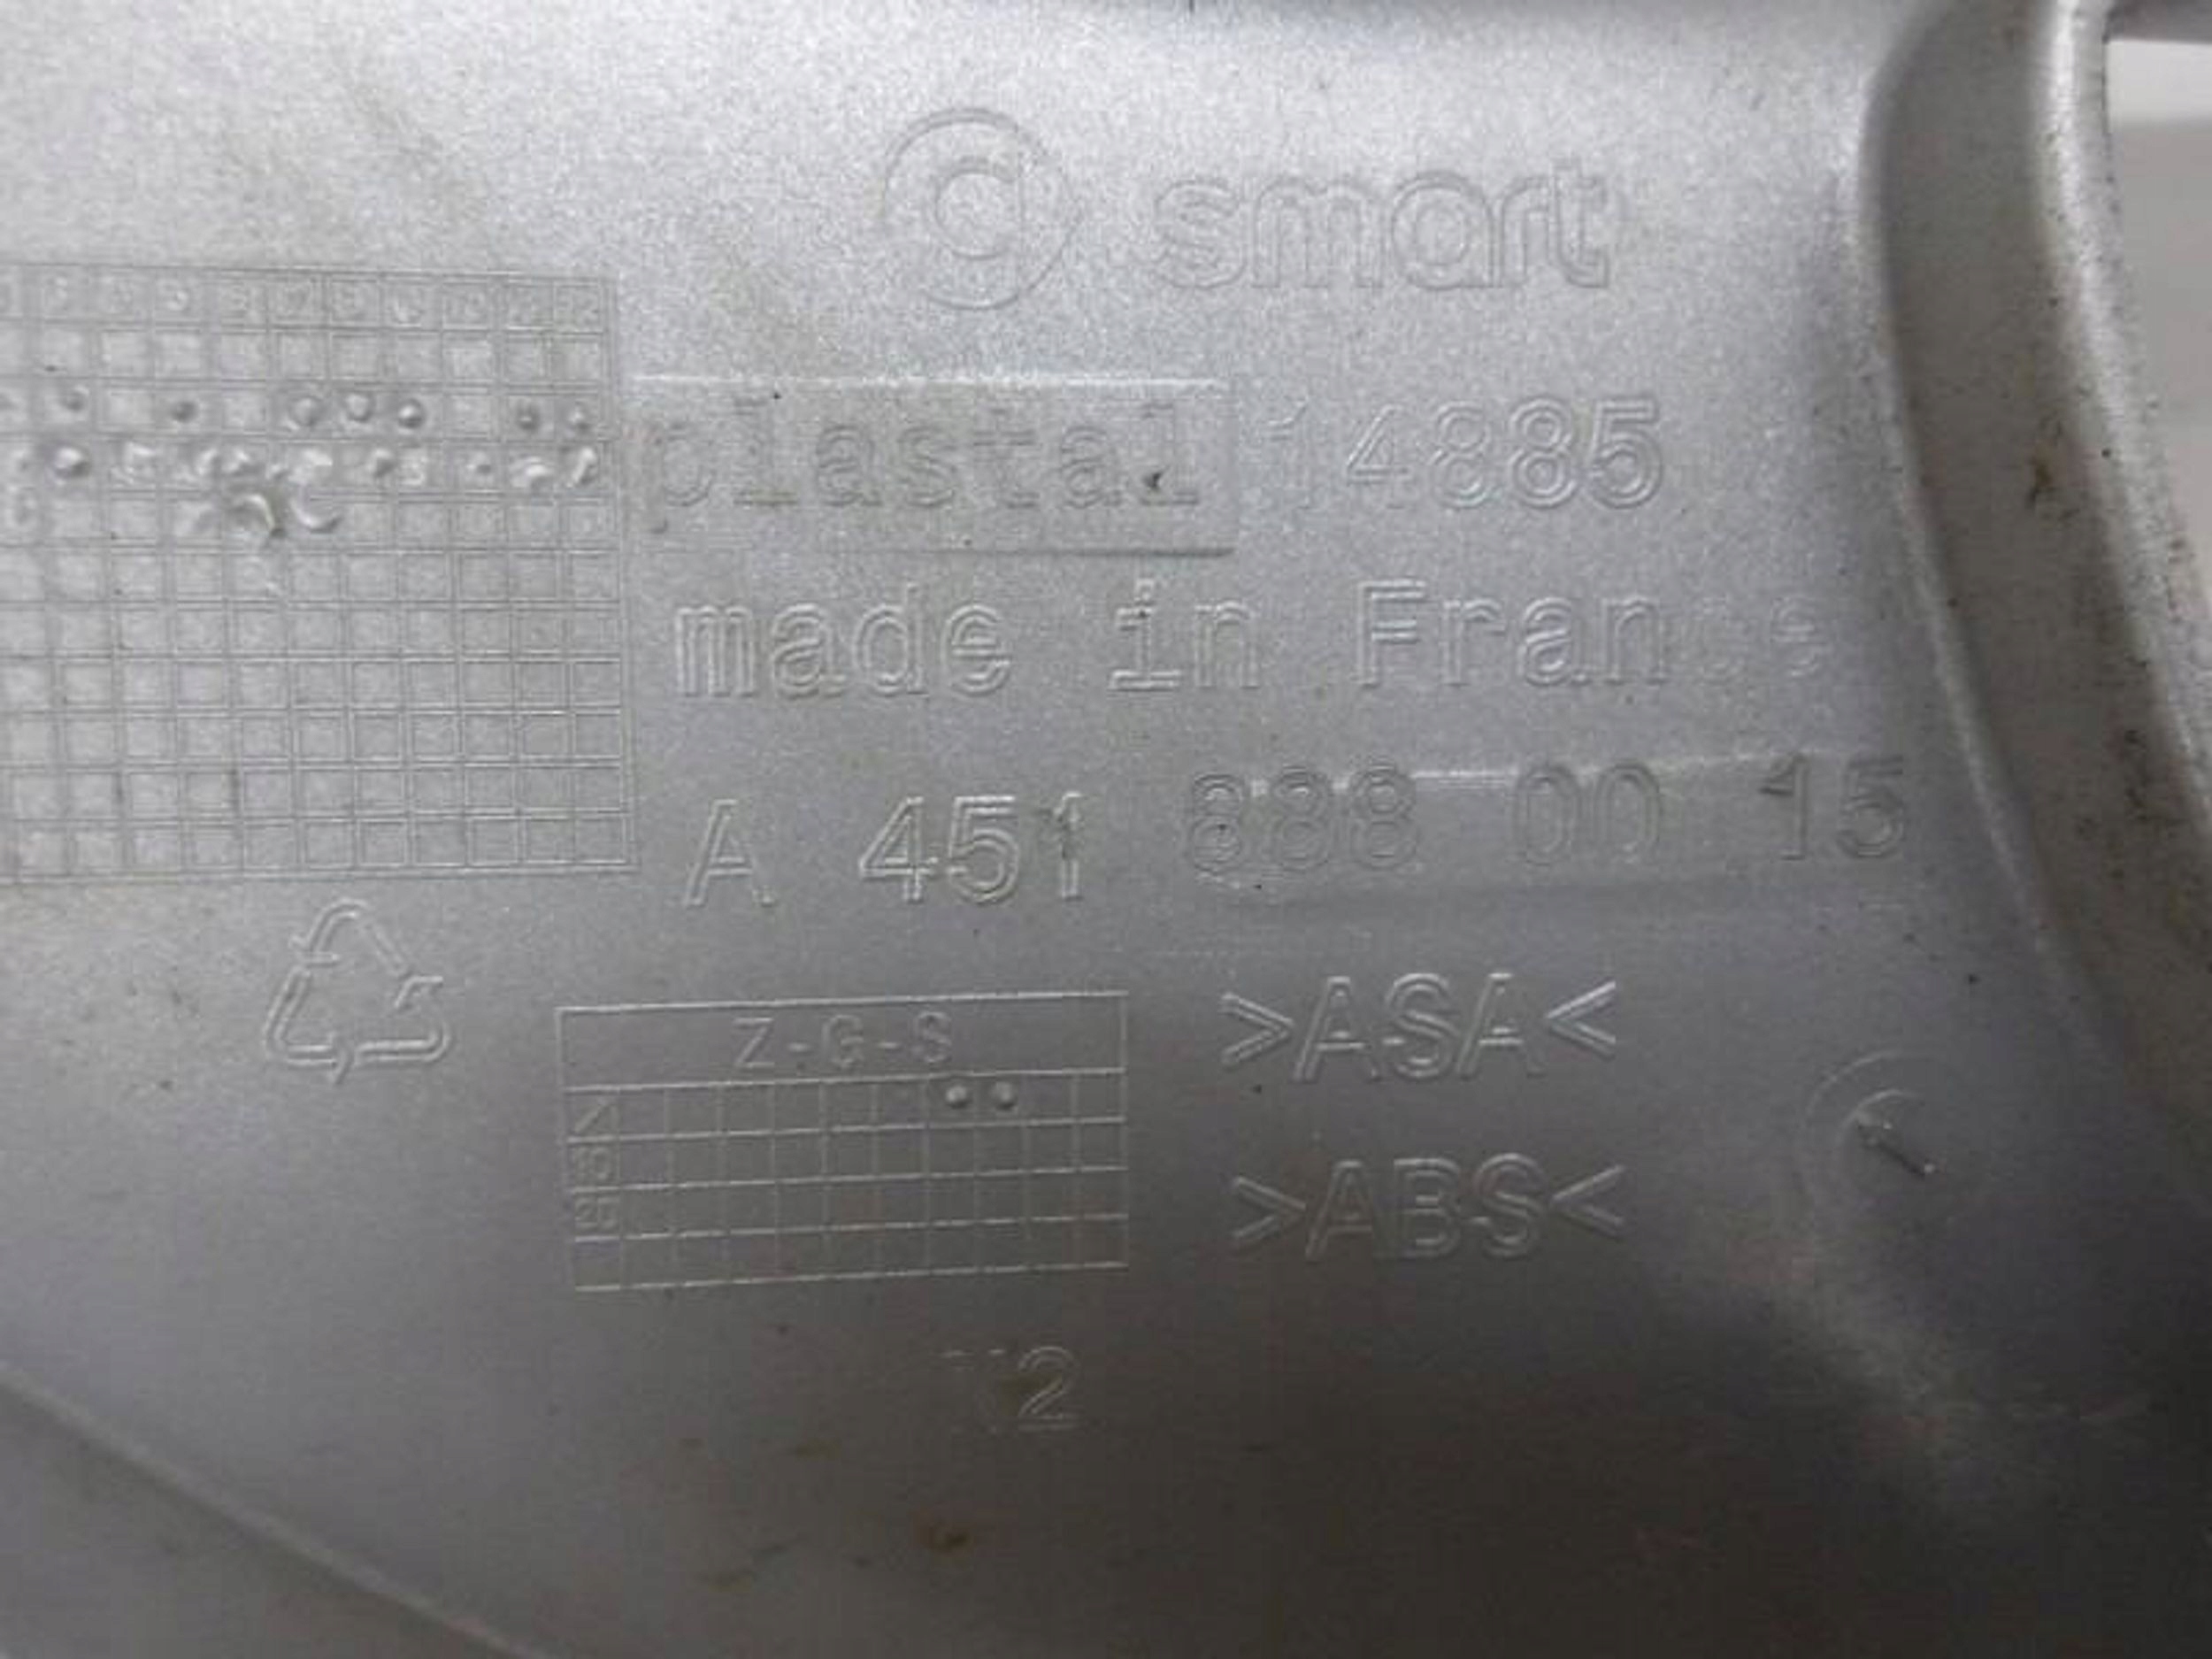 smart
plastal 14885
made in France
A 451 888 00 15
>ASA<
Z-G-S
>ABS<